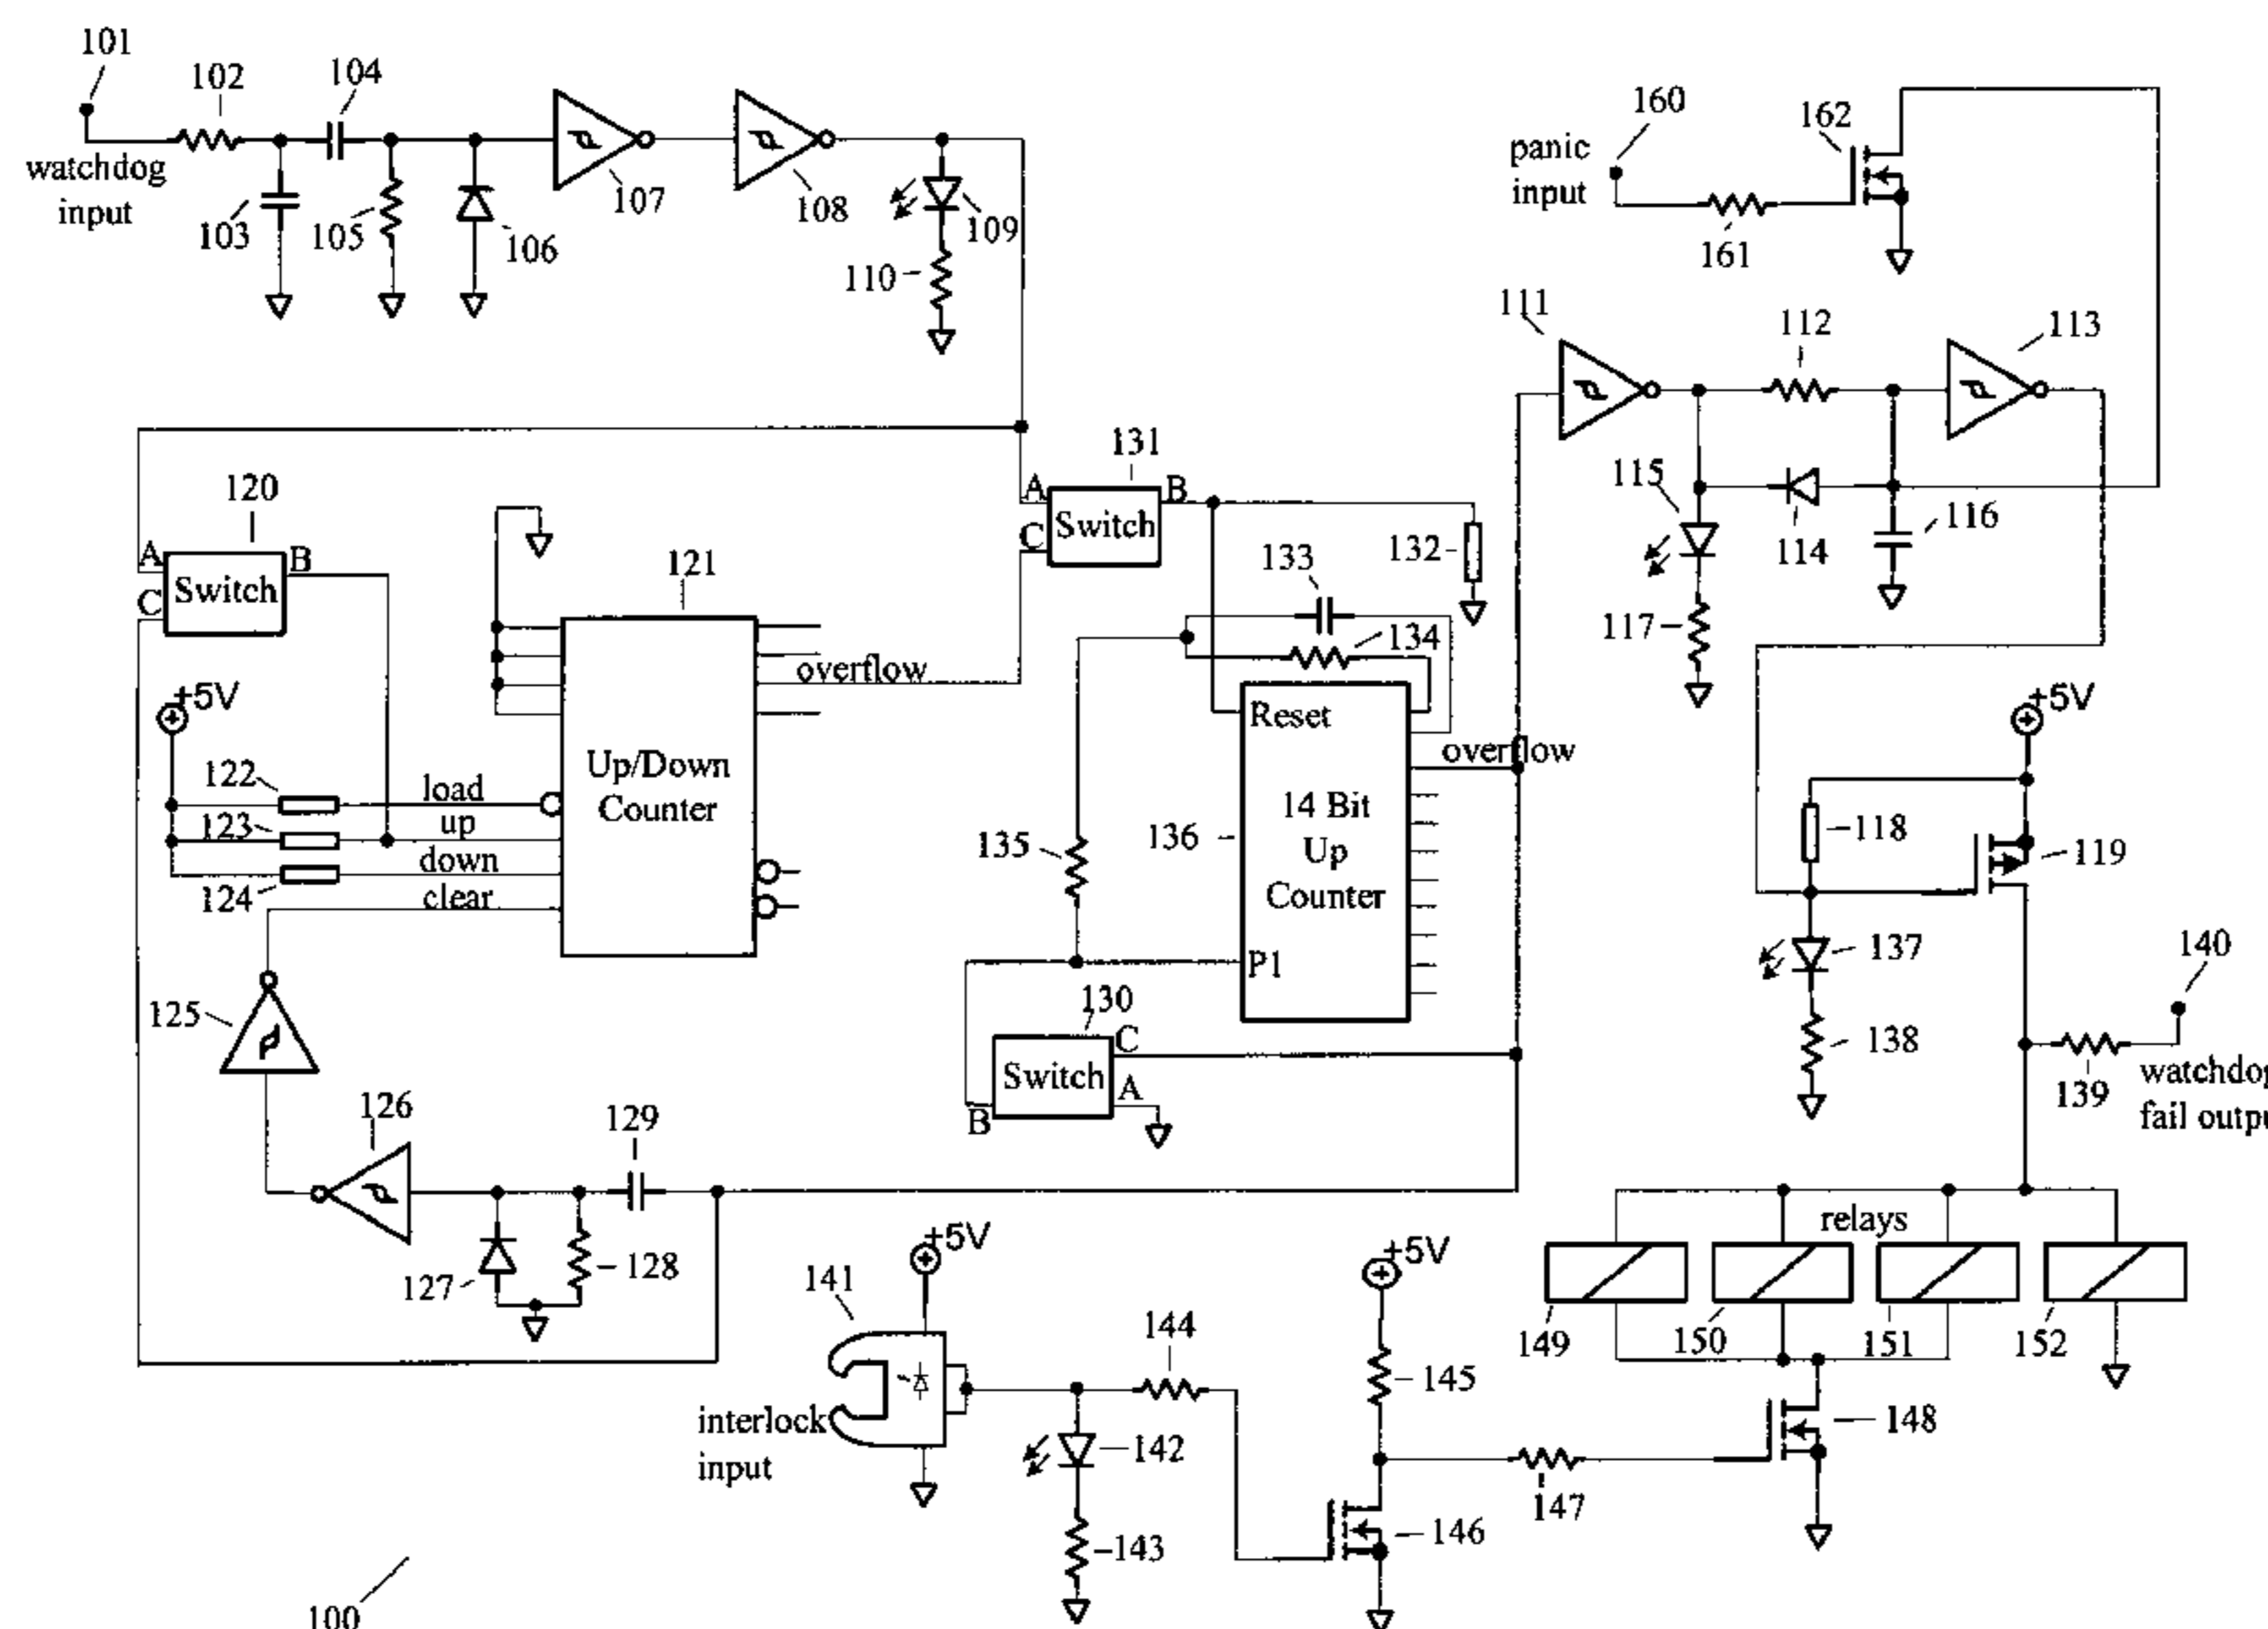 101
102
104
watchdog
input
103
105
106
107
108
109
110
160
162
panic
input
161
111
112
113
115
114
116
117
120
A
B
C
Switch
131
A
B
C
Switch
132
121
133
134
overflow
+5V
122
load
123
up
124
down
clear
Up/Down
Counter
Reset
overflow
14 Bit
Up
Counter
135
136
P1
130
Switch
C
A
B
+5V
118
119
137
138
140
139
watchdog
fail outpu
125
126
129
127
128
relays
149
150
151
152
+5V
141
interlock
input
144
142
143
+5V
145
146
147
148
100